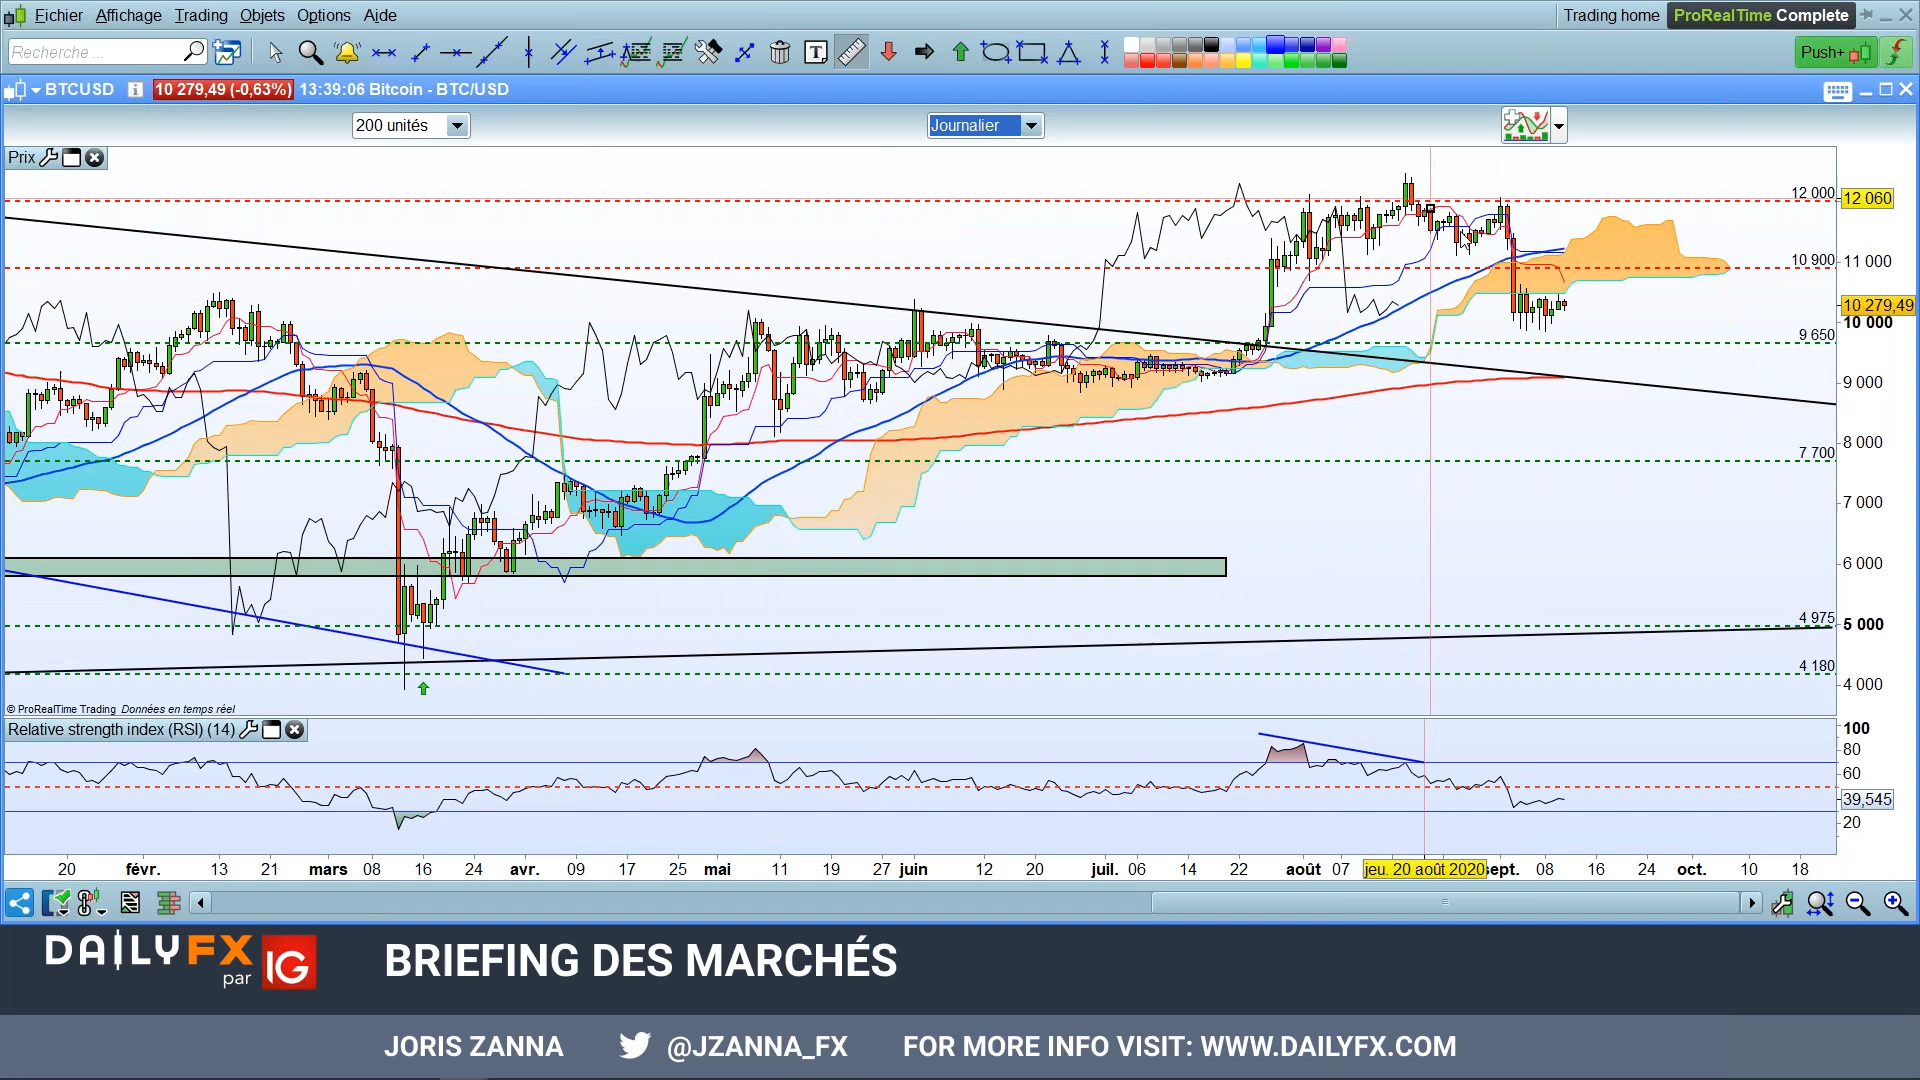 Fichier Affichage Trading Objets Options Aide Trading home ProRealTime Complete
Recherche ... Push+
BTCUSD 10 279,49 (-0,63%) 13:39:06 Bitcoin - BTC/USD
200 unités Journalier
Prix
12 000
12 060
11 000
10 900
10 279,49
10 000
9 650
9 000
8 000
7 700
7 000
6 000
4 975
5 000
4 180
4 000
© ProRealTime Trading Données en temps réel
Relative strength index (RSI) (14)
100
80
60
39,545
20
20 févr. 13 21 mars 08 16 24 avr. 09 17 25 mai 11 19 27 juin 12 20 juil. 06 14 22 août 07 jeu. 20 août 2020 sept. 08 16 24 oct. 10 18
DAILYFX
par IG
BRIEFING DES MARCHÉS
JORIS ZANNA @JZANNA_FX FOR MORE INFO VISIT: WWW.DAILYFX.COM